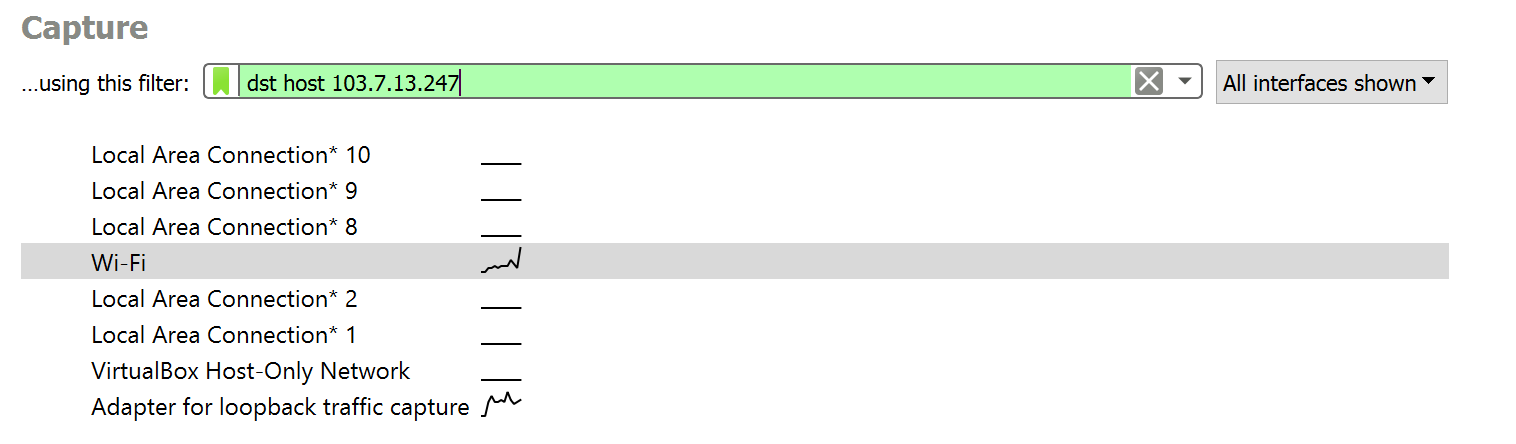 Capture
...using this filter: dst host 103.7.13.247 All interfaces shown
Local Area Connection* 10
Local Area Connection* 9
Local Area Connection* 8
Wi-Fi
Local Area Connection* 2
Local Area Connection* 1
VirtualBox Host-Only Network
Adapter for loopback traffic capture